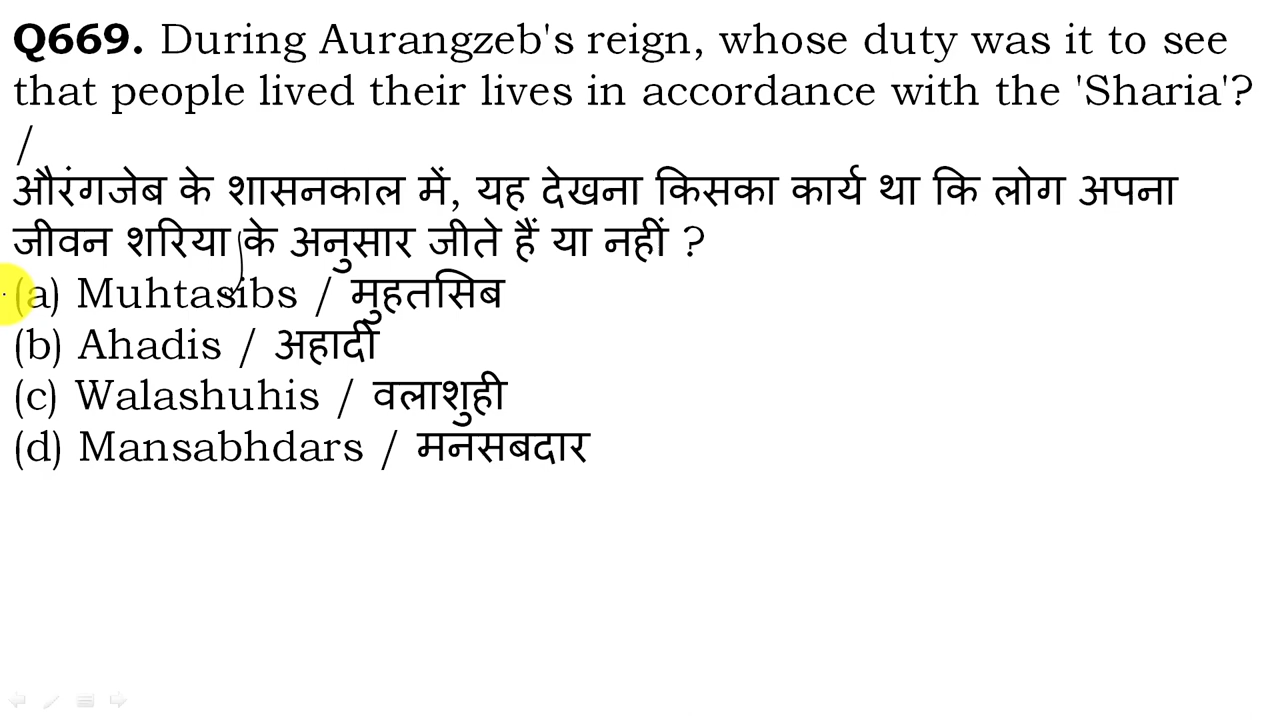 Q669. During Aurangzeb's reign, whose duty was it to see
that people lived their lives in accordance with the 'Sharia'?
/
औरंगजेब के शासनकाल में, यह देखना किसका कार्य था कि लोग अपना
जीवन शरिया के अनुसार जीते हैं या नहीं ?
(a) Muhtasibs / मुहतसिब
(b) Ahadis / अहादी
(c) Walashuhis / वलाशुही
(d) Mansabhdars / मनसबदार